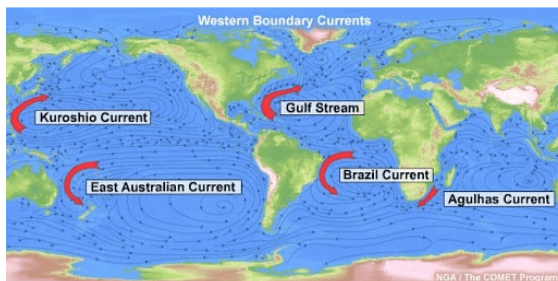 Western Boundary Currents
Gulf Stream
Kuroshio Current
Brazil Current
East Australian Current
Agulhas Current
NGA / The COMET Program